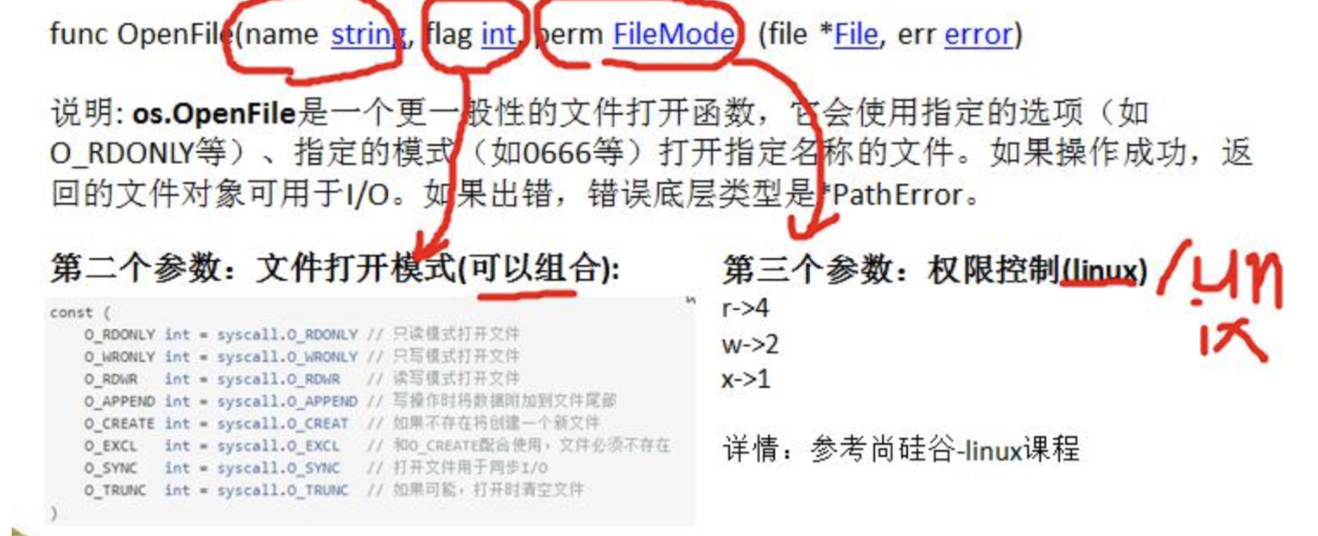 func OpenFile(name string, flag int, perm FileMode) (file *File, err error)
说明: os.OpenFile是一个更一般性的文件打开函数，它会使用指定的选项（如
O_RDONLY等）、指定的模式（如0666等）打开指定名称的文件。如果操作成功，返
回的文件对象可用于I/O。如果出错，错误底层类型是*PathError。
第二个参数：文件打开模式(可以组合):
const (
O_RDONLY int = syscall.O_RDONLY // 只读模式打开文件
O_WRONLY int = syscall.O_WRONLY // 只写模式打开文件
O_RDWR int = syscall.O_RDWR // 读写模式打开文件
O_APPEND int = syscall.O_APPEND // 写操作时将数据附加到文件尾部
O_CREATE int = syscall.O_CREAT // 如果不存在将创建一个新文件
O_EXCL int = syscall.O_EXCL // 和O_CREATE配合使用，文件必须不存在
O_SYNC int = syscall.O_SYNC // 打开文件用于同步I/O
O_TRUNC int = syscall.O_TRUNC // 如果可能，打开时清空文件
)
第三个参数：权限控制(linux) /un
ix
r->4
w->2
x->1
详情：参考尚硅谷-linux课程